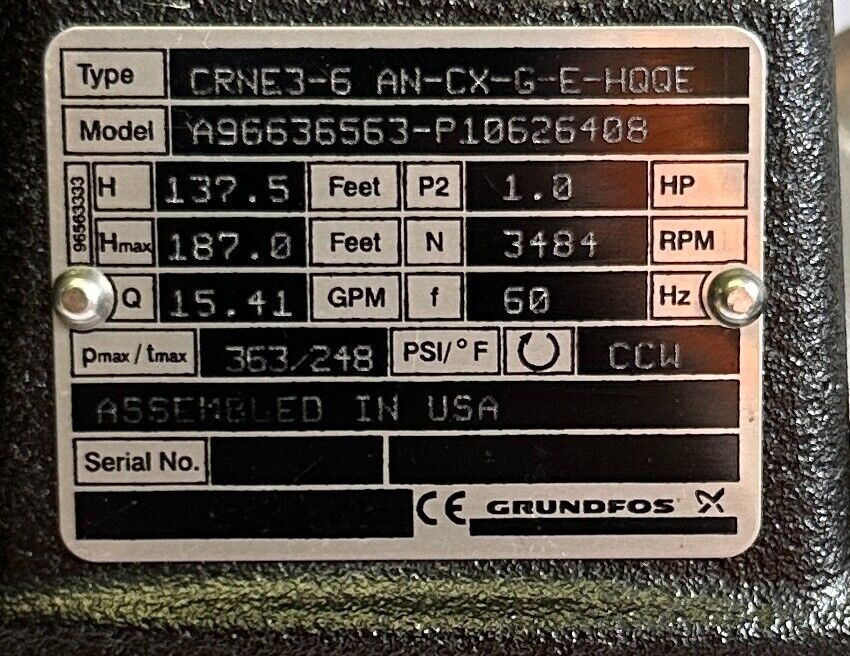 Type CRNE3-6 AN-CX-G-E-HQQE
Model A96636563-P10626408
96563333
H 137.5 Feet P2 1.0 HP
Hmax 187.0 Feet N 3484 RPM
Q 15.41 GPM f 60 Hz
pmax/tmax 363/248 PSI/°F CCW
ASSEMBLED IN USA
Serial No.
CE GRUNDFOS